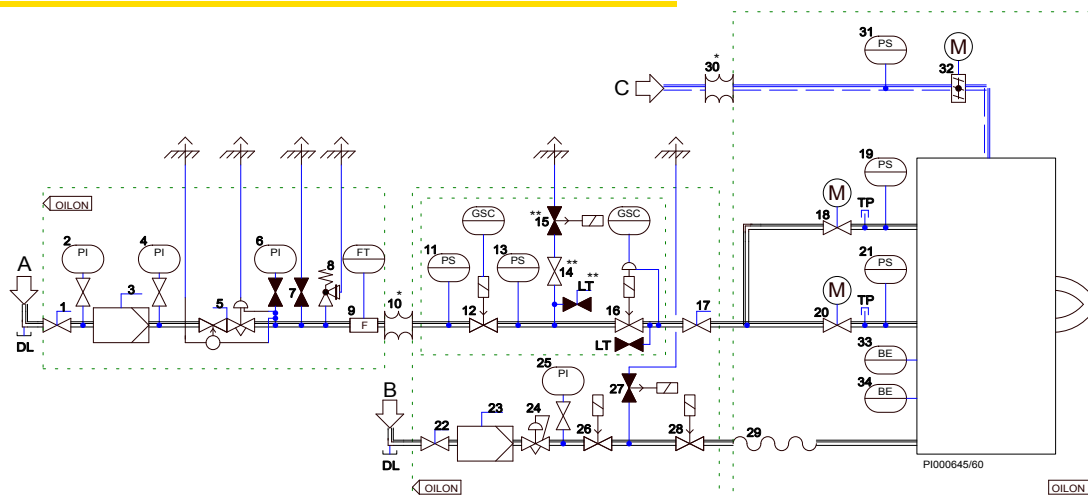 31
PS
M
30 *
32
C
19
PS
M
TP
18
OILON
2
PI
4
PI
6
PI
FT
8
7
GSC
** 15
GSC
11
PS
13
PS
14 **
LT **
21
PS
M
TP
A
1
3
5
9
F
10 *
12
16
17
20
DL
LT
33
BE
34
BE
25
PI
27
B
22
23
24
26
28
29
DL
PI000645/60
OILON
OILON